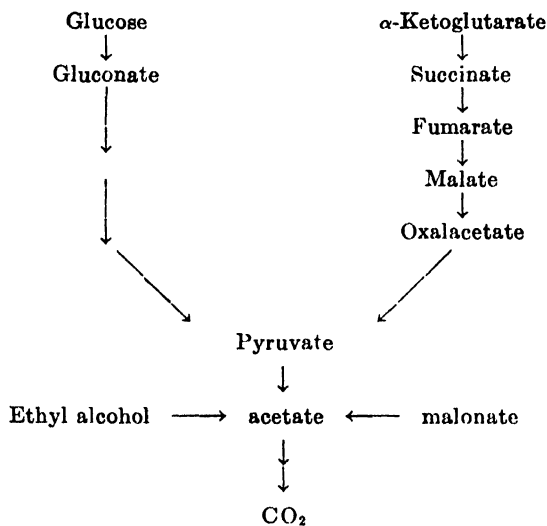 Glucose
α-Ketoglutarate
Gluconate
Succinate
Fumarate
Malate
Oxalacetate
Pyruvate
Ethyl alcohol
acetate
malonate
CO₂